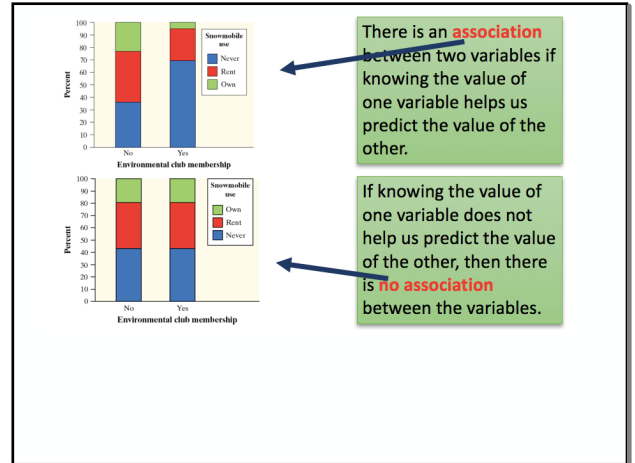 100
90
80
70
60
50
40
30
20
10
0
Percent
No Yes
Environmental club membership
Snowmobile
use
Never
Rent
Own
There is an association
between two variables if
knowing the value of
one variable helps us
predict the value of the
other.
100
90
80
70
60
50
40
30
20
10
0
Percent
No Yes
Environmental club membership
Snowmobile
use
Own
Rent
Never
If knowing the value of
one variable does not
help us predict the value
of the other, then there
is no association
between the variables.